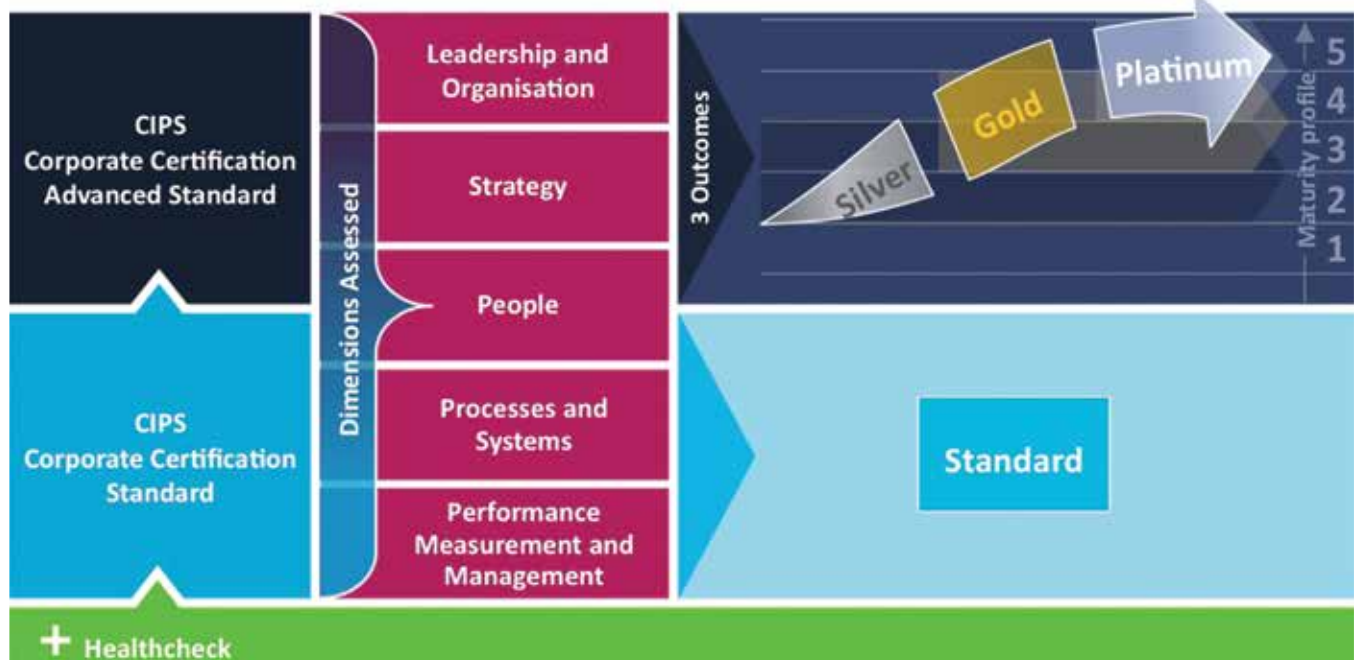 CIPS
Corporate Certification
Advanced Standard
CIPS
Corporate Certification
Standard
Dimensions Assessed
Leadership and
Organisation
Strategy
People
Processes and
Systems
Performance
Measurement and
Management
3 Outcomes
Silver
Gold
Platinum
Maturity profile
5
4
3
2
1
Standard
+ Healthcheck